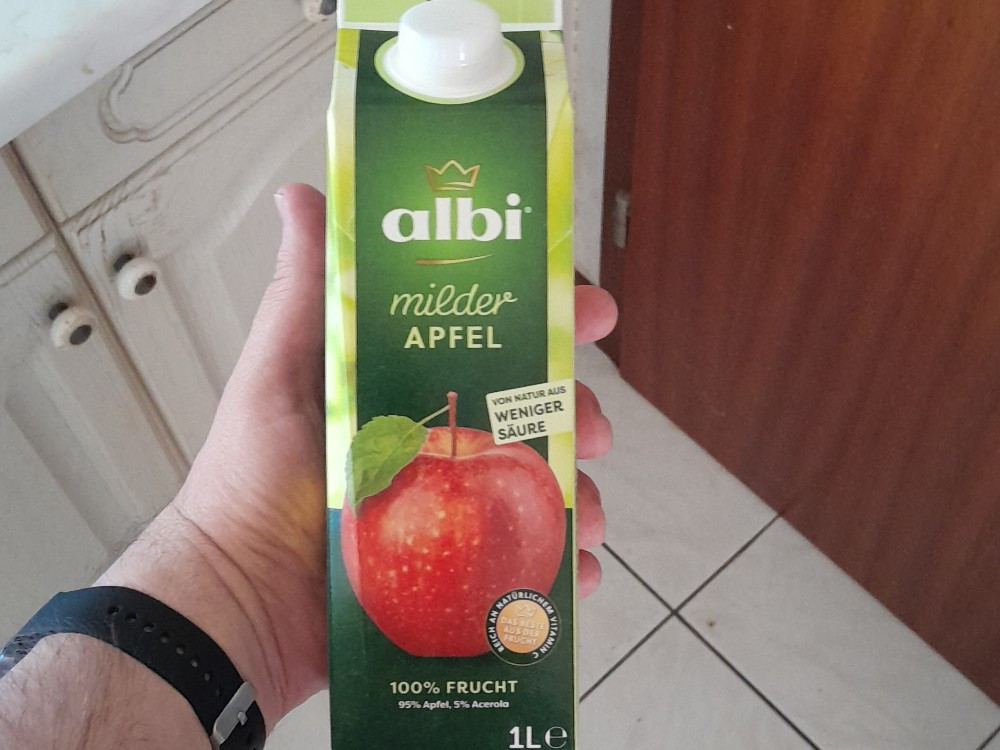 albi®
milder
APFEL
VON NATUR AUS
WENIGER
SÄURE
REICH AN NATÜRLICHEM VITAMIN C
DAS BESTE
AUS DER
FRUCHT
100% FRUCHT
95% Apfel, 5% Acerola
1L e